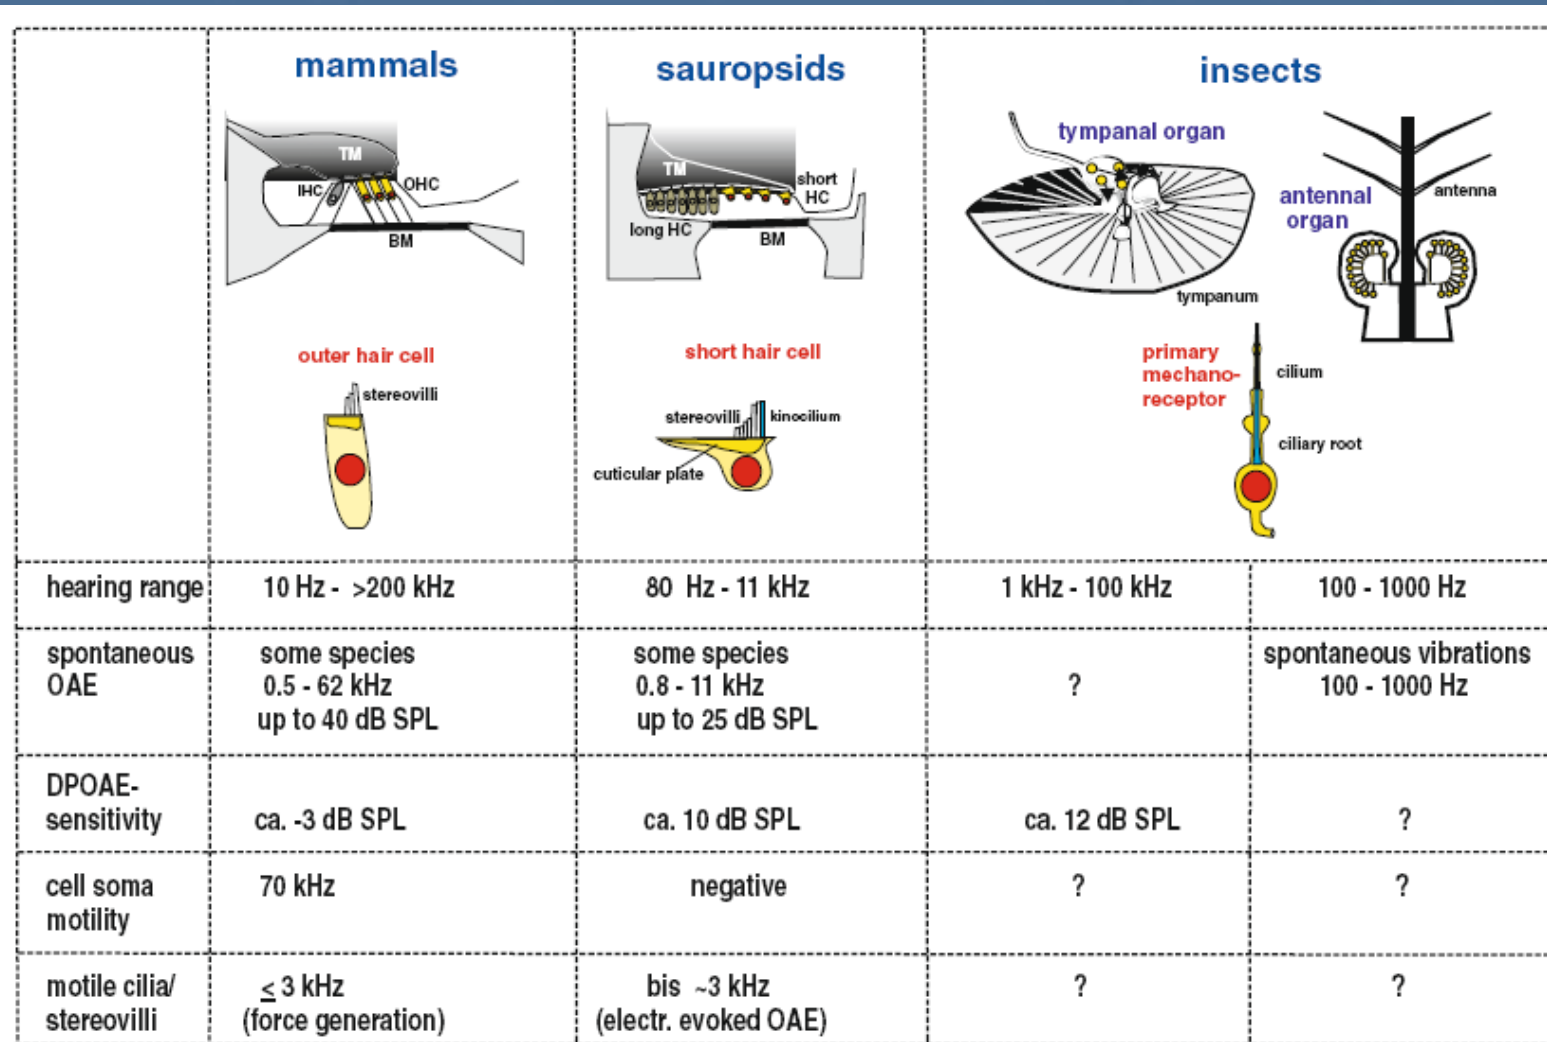 mammals
sauropsids
insects
TM
IHC
OHC
BM
TM
short
HC
long HC
BM
tympanal organ
tympanum
antennal
organ
antenna
outer hair cell
stereovilli
short hair cell
stereovilli
kinocilium
cuticular plate
primary
mechano-
receptor
cilium
ciliary root
hearing range
10 Hz - >200 kHz
80 Hz - 11 kHz
1 kHz - 100 kHz
100 - 1000 Hz
spontaneous
OAE
some species
0.5 - 62 kHz
up to 40 dB SPL
some species
0.8 - 11 kHz
up to 25 dB SPL
?
spontaneous vibrations
100 - 1000 Hz
DPOAE-
sensitivity
ca. -3 dB SPL
ca. 10 dB SPL
ca. 12 dB SPL
?
cell soma
motility
70 kHz
negative
?
?
motile cilia/
stereovilli
≤ 3 kHz
(force generation)
bis ~3 kHz
(electr. evoked OAE)
?
?